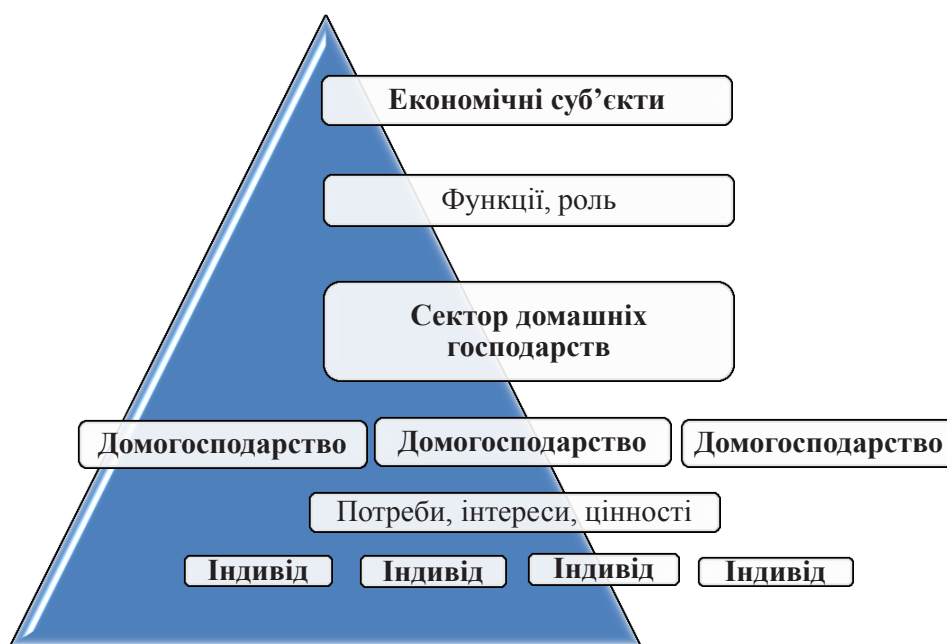 Економічні суб’єкти
Функції, роль
Сектор домашніх
господарств
Домогосподарство Домогосподарство Домогосподарство
Потреби, інтереси, цінності
Індивід Індивід Індивід Індивід